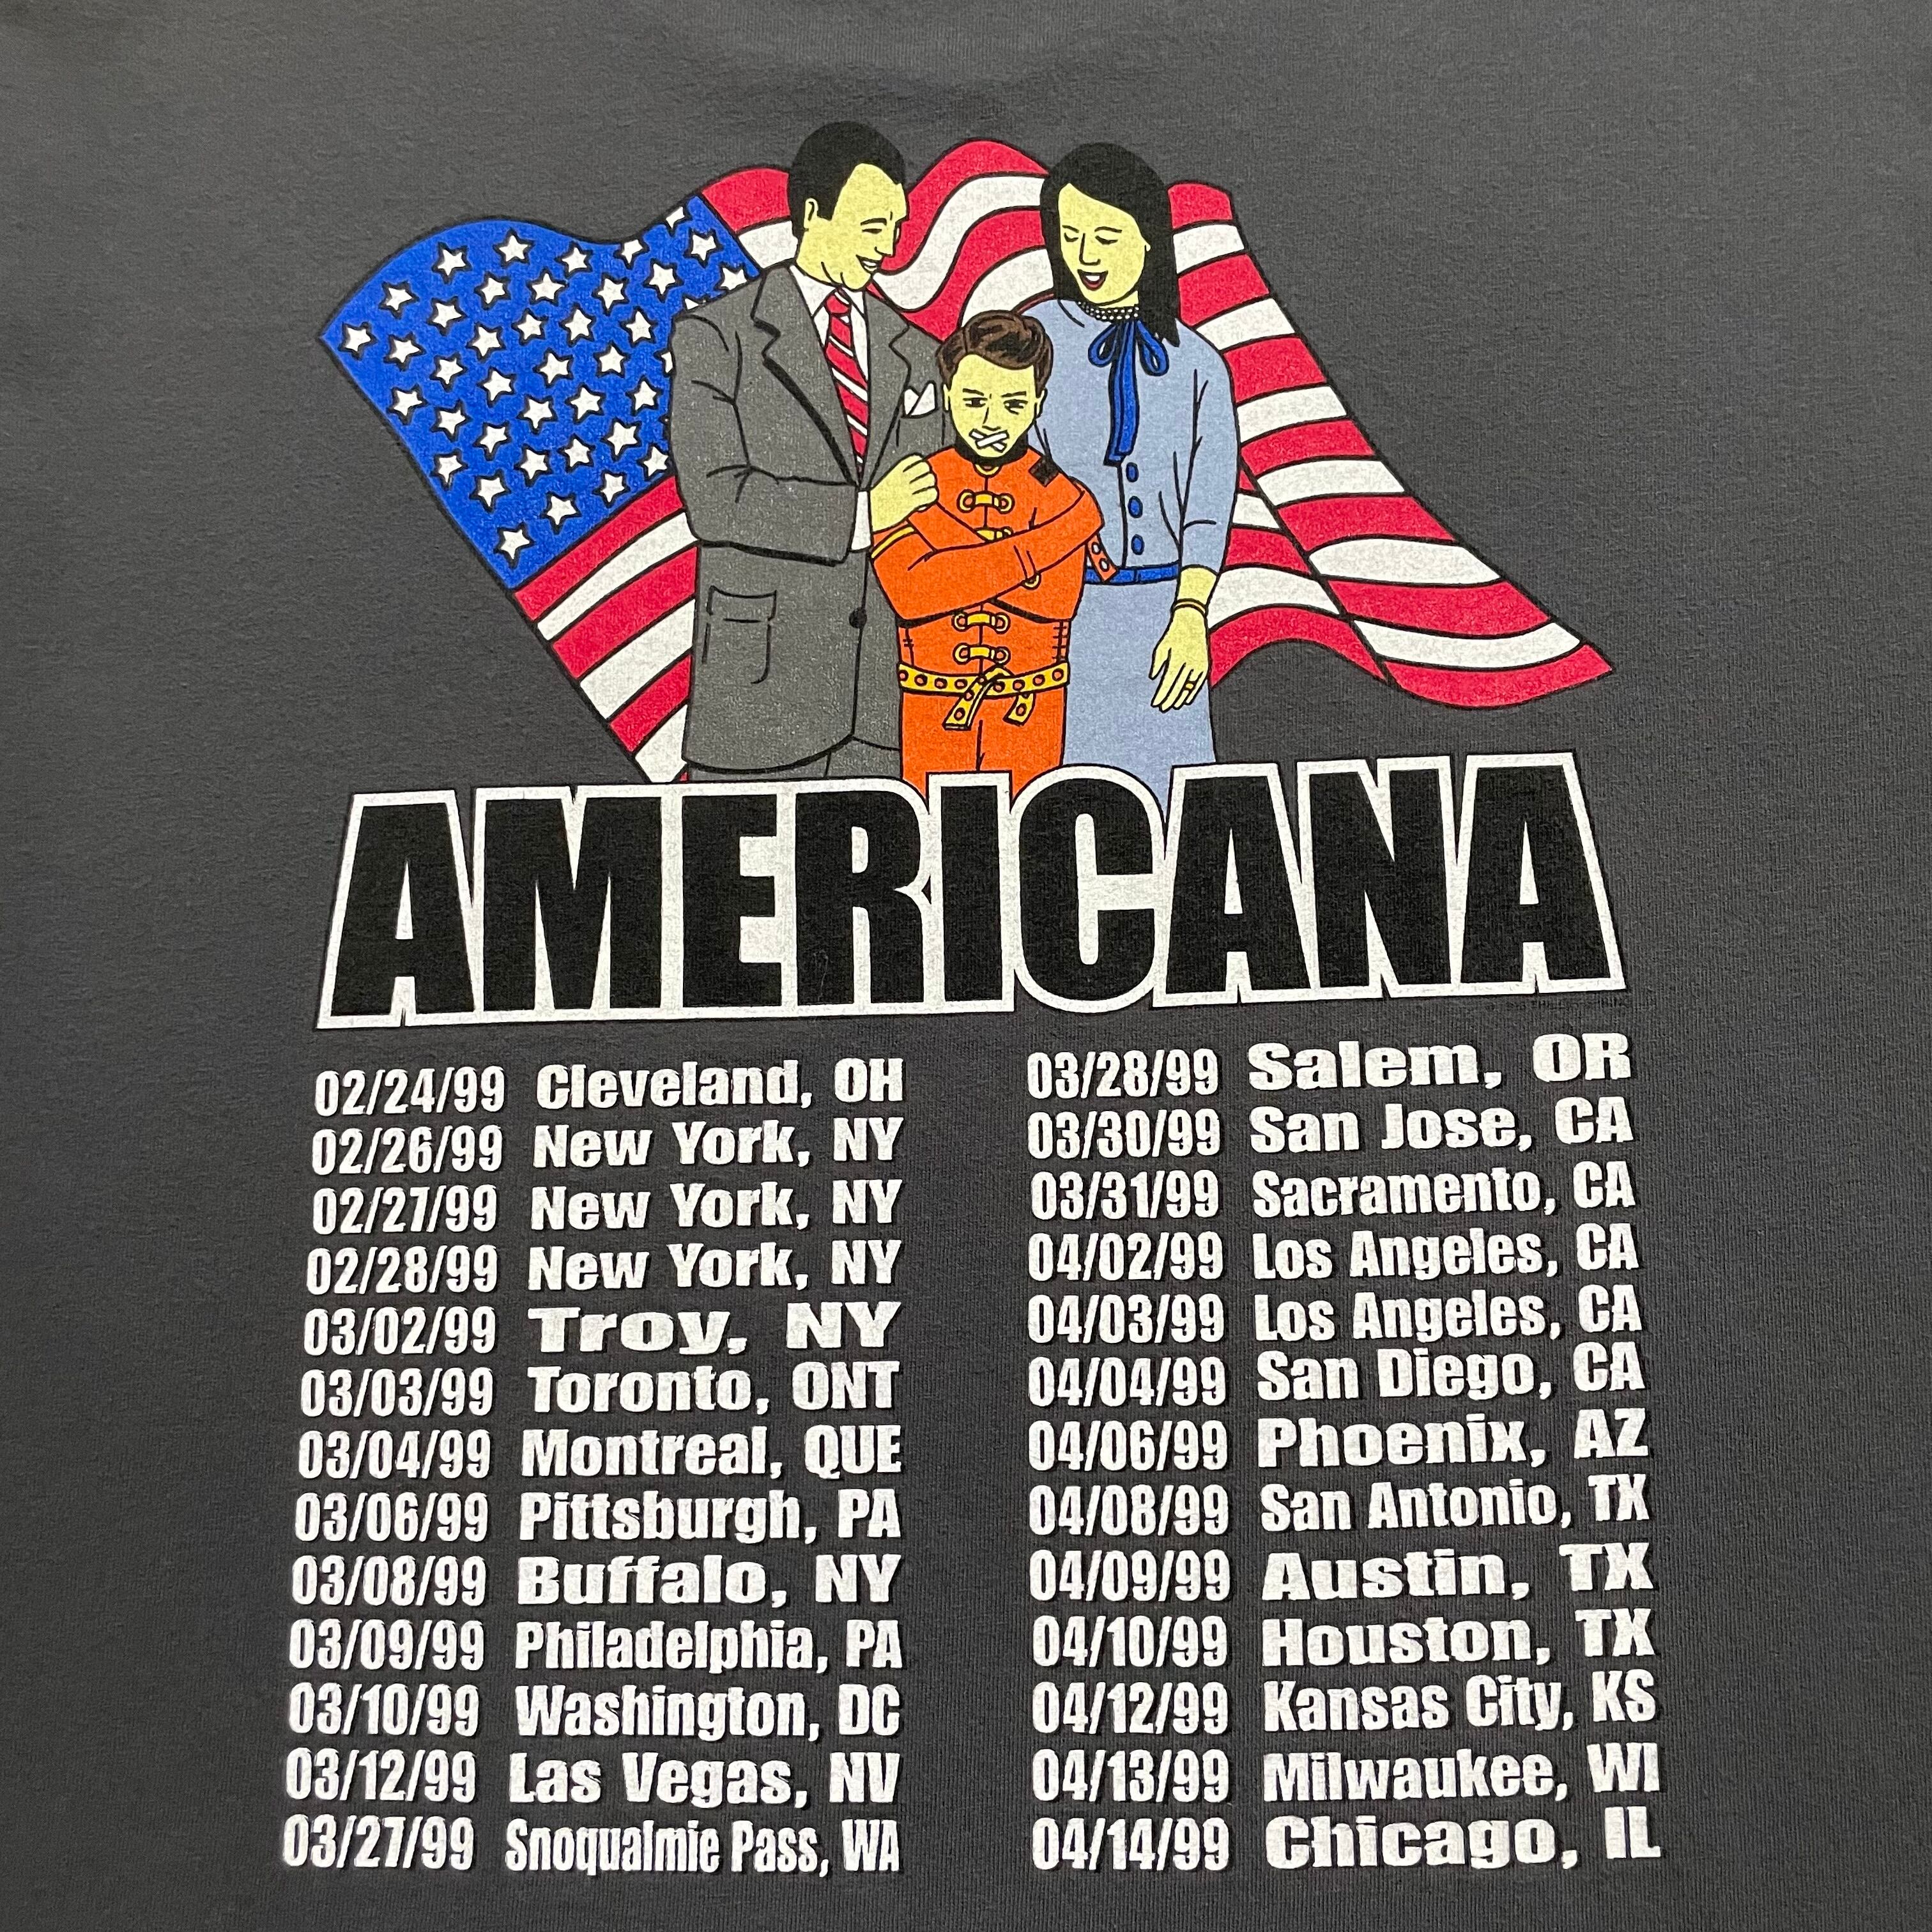 AMERICANA
02/24/99 Cleveland, OH
02/26/99 New York, NY
02/27/99 New York, NY
02/28/99 New York, NY
03/02/99 Troy, NY
03/03/99 Toronto, ONT
03/04/99 Montreal, QUE
03/06/99 Pittsburgh, PA
03/08/99 Buffalo, NY
03/09/99 Philadelphia, PA
03/10/99 Washington, DC
03/12/99 Las Vegas, NV
03/27/99 Snoqualmie Pass, WA
03/28/99 Salem, OR
03/30/99 San Jose, CA
03/31/99 Sacramento, CA
04/02/99 Los Angeles, CA
04/03/99 Los Angeles, CA
04/04/99 San Diego, CA
04/06/99 Phoenix, AZ
04/08/99 San Antonio, TX
04/09/99 Austin, TX
04/10/99 Houston, TX
04/12/99 Kansas City, KS
04/13/99 Milwaukee, WI
04/14/99 Chicago, IL